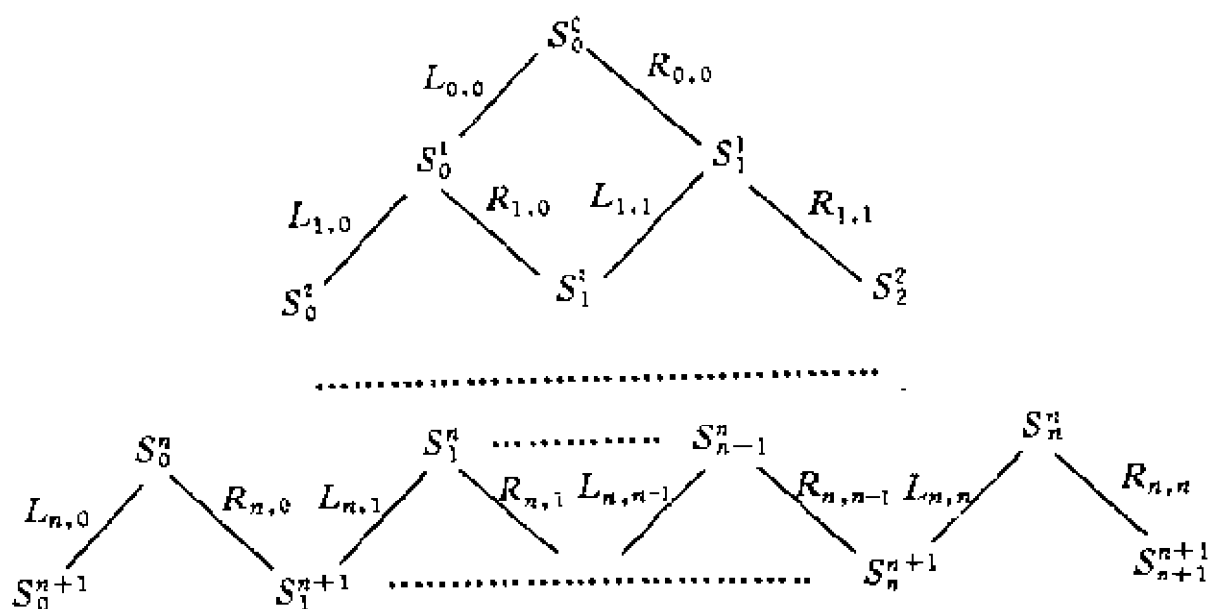 S_0^0
L_{0,0} R_{0,0}
S_0^1 S_1^1
L_{1,0} R_{1,0} L_{1,1} R_{1,1}
S_0^2 S_1^2 S_2^2
S_0^n S_1^n S_{n-1}^n S_n^n
L_{n,0} R_{n,0} L_{n,1} R_{n,1} L_{n,n-1} R_{n,n-1} L_{n,n} R_{n,n}
S_0^{n+1} S_1^{n+1} S_n^{n+1} S_{n+1}^{n+1}